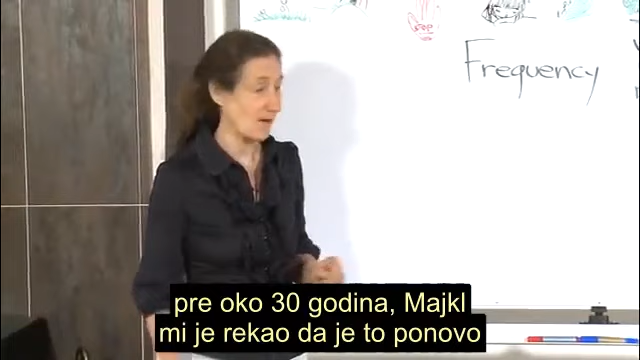 Frequency
pre oko 30 godina, Majkl
mi je rekao da je to ponovo